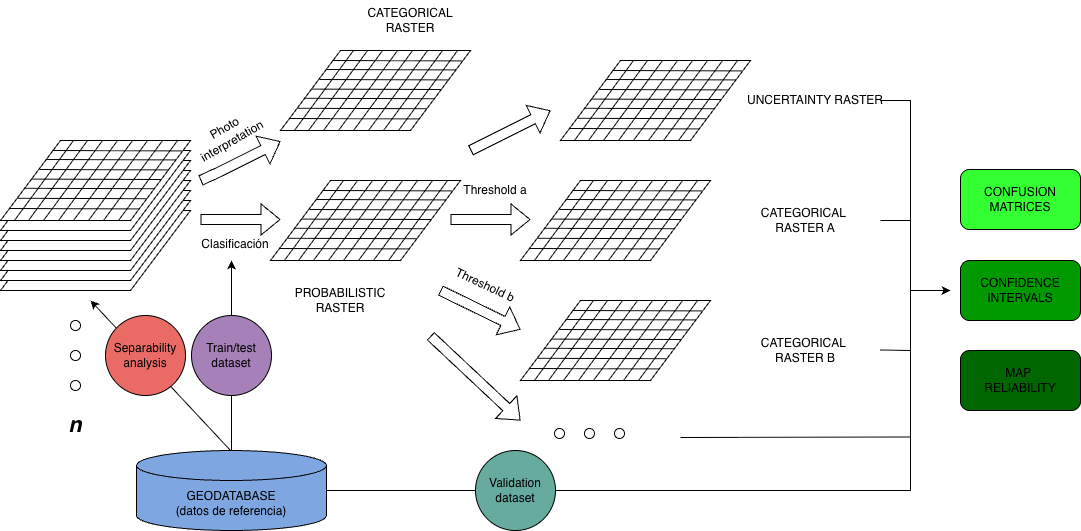 CATEGORICAL
RASTER
Photo
interpretation
UNCERTAINTY RASTER
Threshold a
Clasificación
CATEGORICAL
RASTER A
CONFUSION
MATRICES
PROBABILISTIC
RASTER
Threshold b
CONFIDENCE
INTERVALS
Separability
analysis
Train/test
dataset
CATEGORICAL
RASTER B
MAP
RELIABILITY
n
GEODATABASE
(datos de referencia)
Validation
dataset